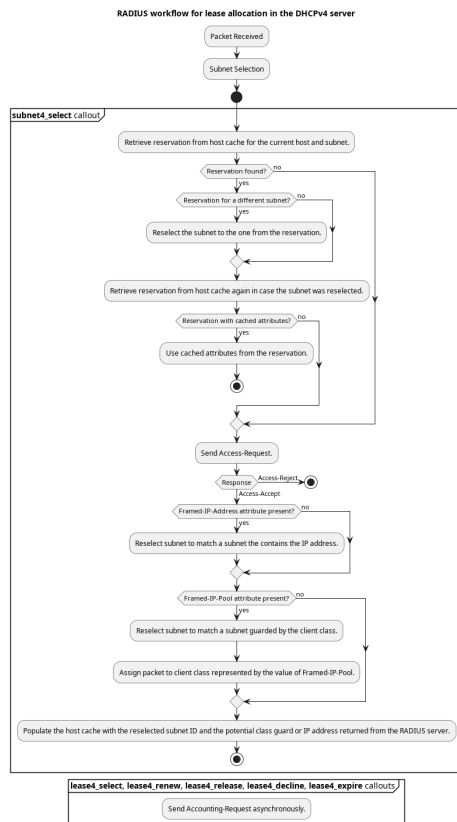 RADIUS workflow for lease allocation in the DHCPv4 server
Packet Received
Subnet Selection
subnet4_select callout
Retrieve reservation from host cache for the current host and subnet.
Reservation found?
no
yes
Reservation for a different subnet?
no
yes
Reselect the subnet to the one from the reservation.
Retrieve reservation from host cache again in case the subnet was reselected.
Reservation with cached attributes?
no
yes
Use cached attributes from the reservation.
Send Access-Request.
Response
Access-Reject
Access-Accept
Framed-IP-Address attribute present?
no
yes
Reselect subnet to match a subnet the contains the IP address.
Framed-IP-Pool attribute present?
no
yes
Reselect subnet to match a subnet guarded by the client class.
Assign packet to client class represented by the value of Framed-IP-Pool.
Populate the host cache with the reselected subnet ID and the potential class guard or IP address returned from the RADIUS server.
lease4_select, lease4_renew, lease4_release, lease4_decline, lease4_expire callouts
Send Accounting-Request asynchronously.